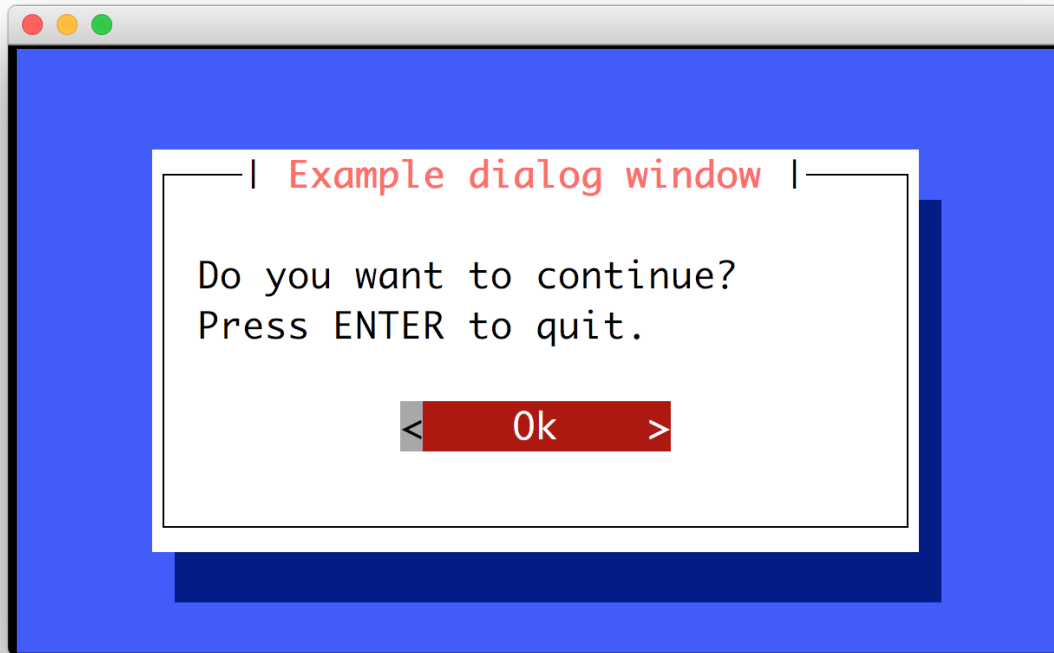 | Example dialog window |
Do you want to continue?
Press ENTER to quit.
< Ok >